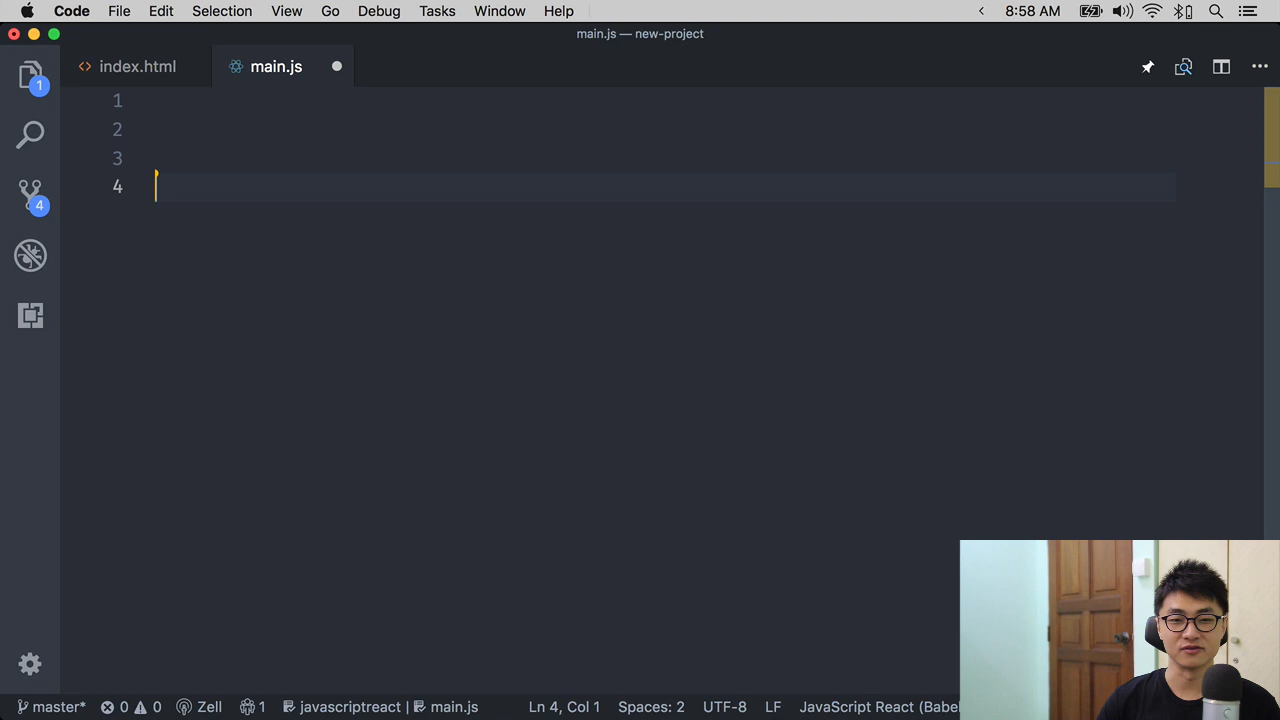 Code File Edit Selection View Go Debug Tasks Window Help 8:58 AM
main.js — new-project
index.html main.js
1
1
2
3
4
4
master* 0 0 Zell 1 javascriptreact | main.js Ln 4, Col 1 Spaces: 2 UTF-8 LF JavaScript React (Babel